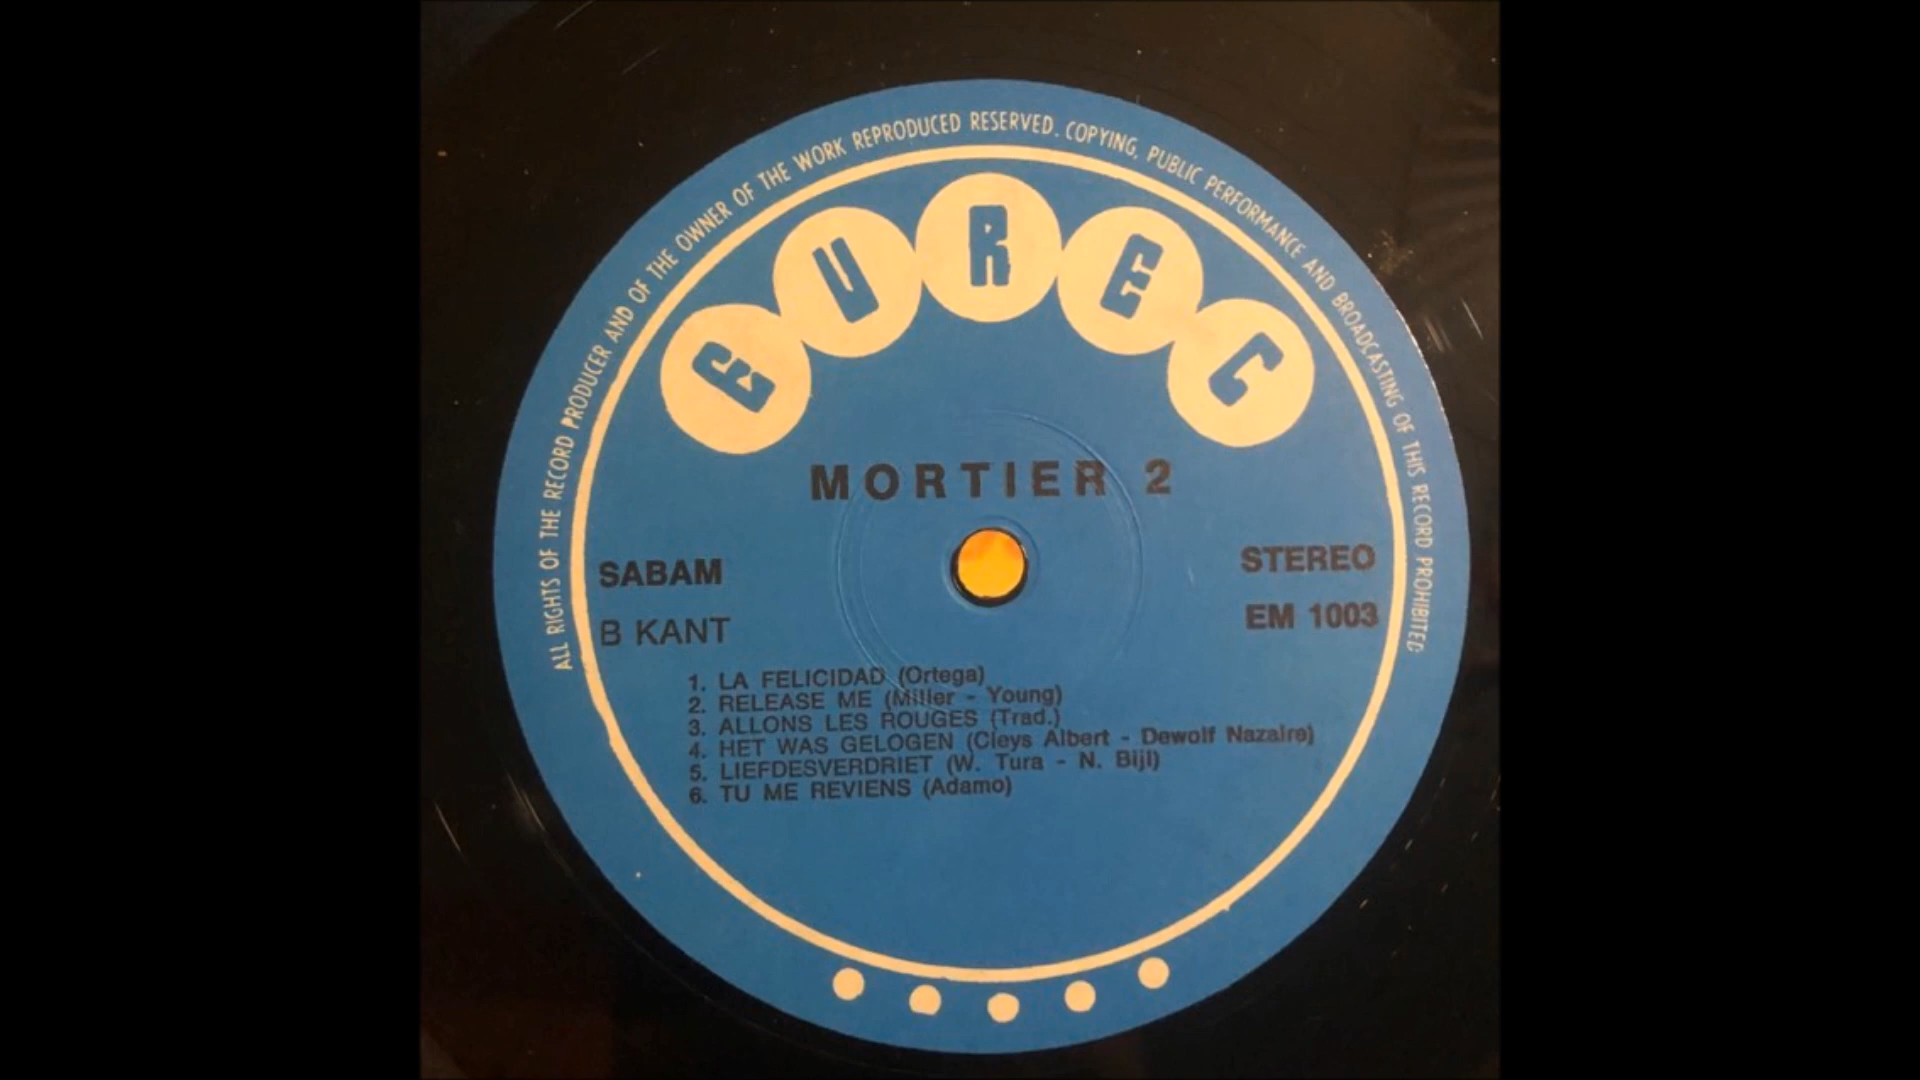 ALL RIGHTS OF THE RECORD PRODUCER AND OF THE OWNER OF THE WORK REPRODUCED RESERVED. COPYING, PUBLIC PERFORMANCE AND BROADCASTING OF THIS RECORD PROHIBITED
EUREC
MORTIER 2
SABAM
STEREO
B KANT
EM 1003
1. LA FELICIDAD (Ortega)
2. RELEASE ME (Miller - Young)
3. ALLONS LES ROUGES (Trad.)
4. HET WAS GELOGEN (Cleys Albert - Dewolf Nazaire)
5. LIEFDESVERDRIET (W. Tura - N. Bijl)
6. TU ME REVIENS (Adamo)